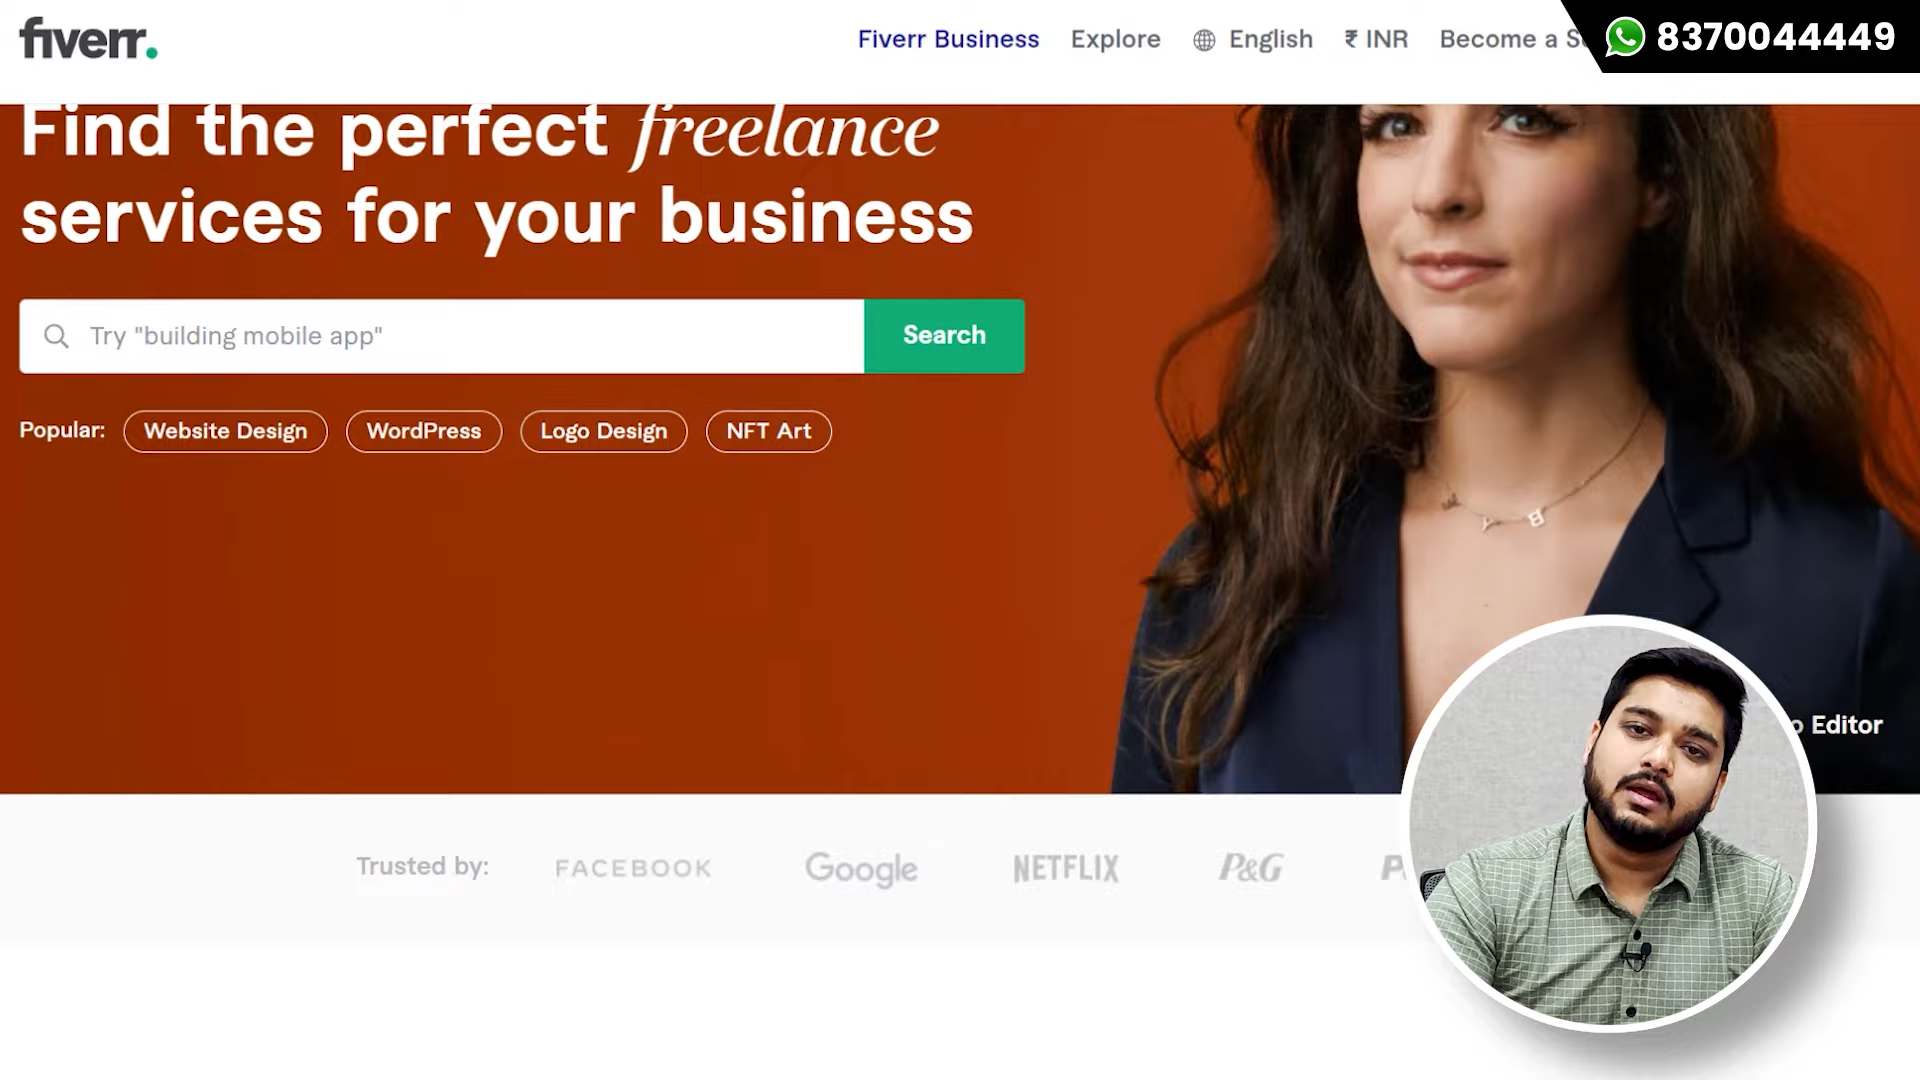 fiverr.
Fiverr Business Explore English ₹ INR Become a
8370044449
Find the perfect freelance
services for your business
Try "building mobile app"
Search
Popular: Website Design WordPress Logo Design NFT Art
Editor
Trusted by: FACEBOOK Google NETFLIX P&G